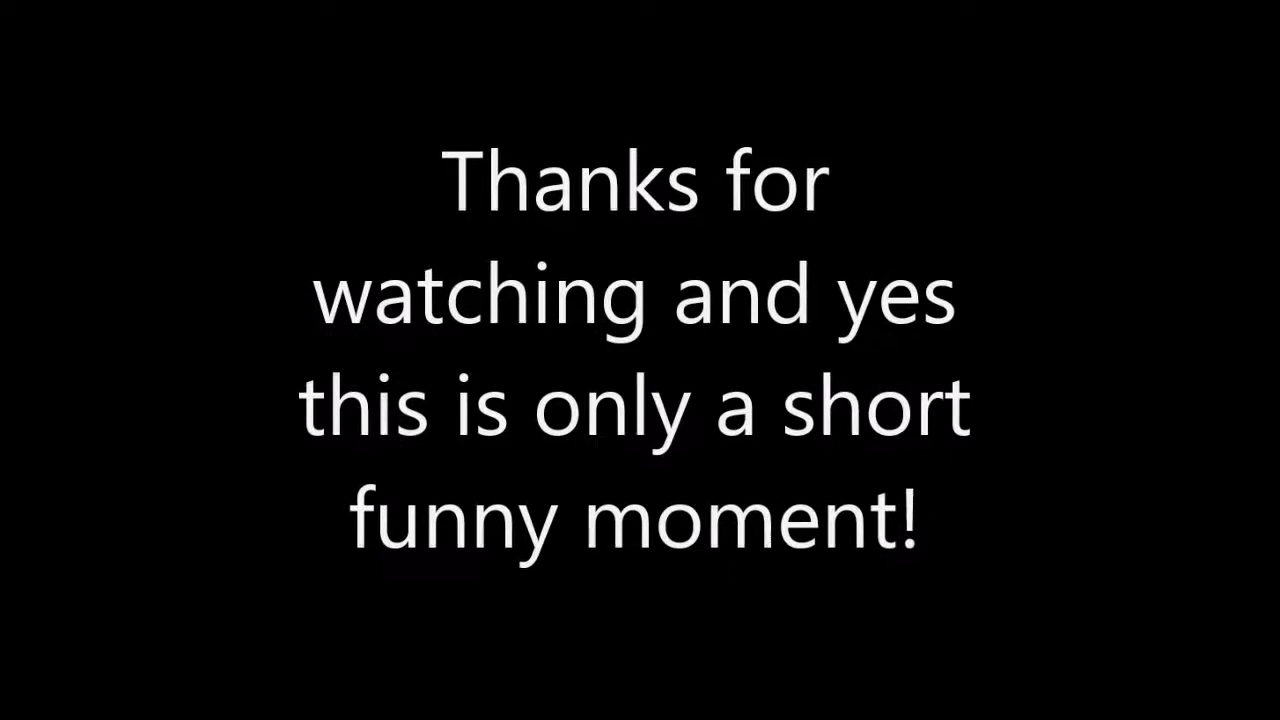 Thanks for
watching and yes
this is only a short
funny moment!